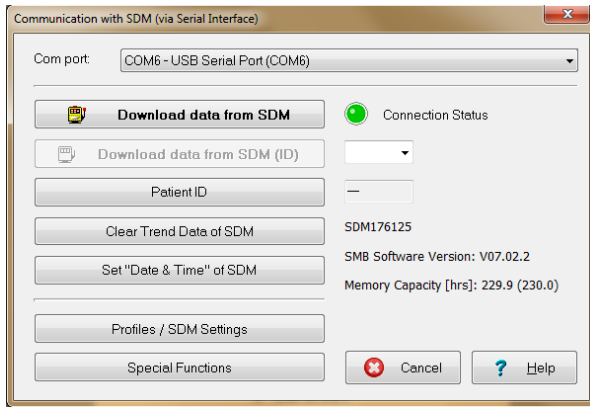 Communication with SDM (via Serial Interface)
Com port: COM6 - USB Serial Port (COM6)
Download data from SDM Connection Status
Download data from SDM (ID)
Patient ID —
Clear Trend Data of SDM SDM176125
SMB Software Version: V07.02.2
Set "Date & Time" of SDM
Memory Capacity [hrs]: 229.9 (230.0)
Profiles / SDM Settings
Special Functions Cancel ? Help